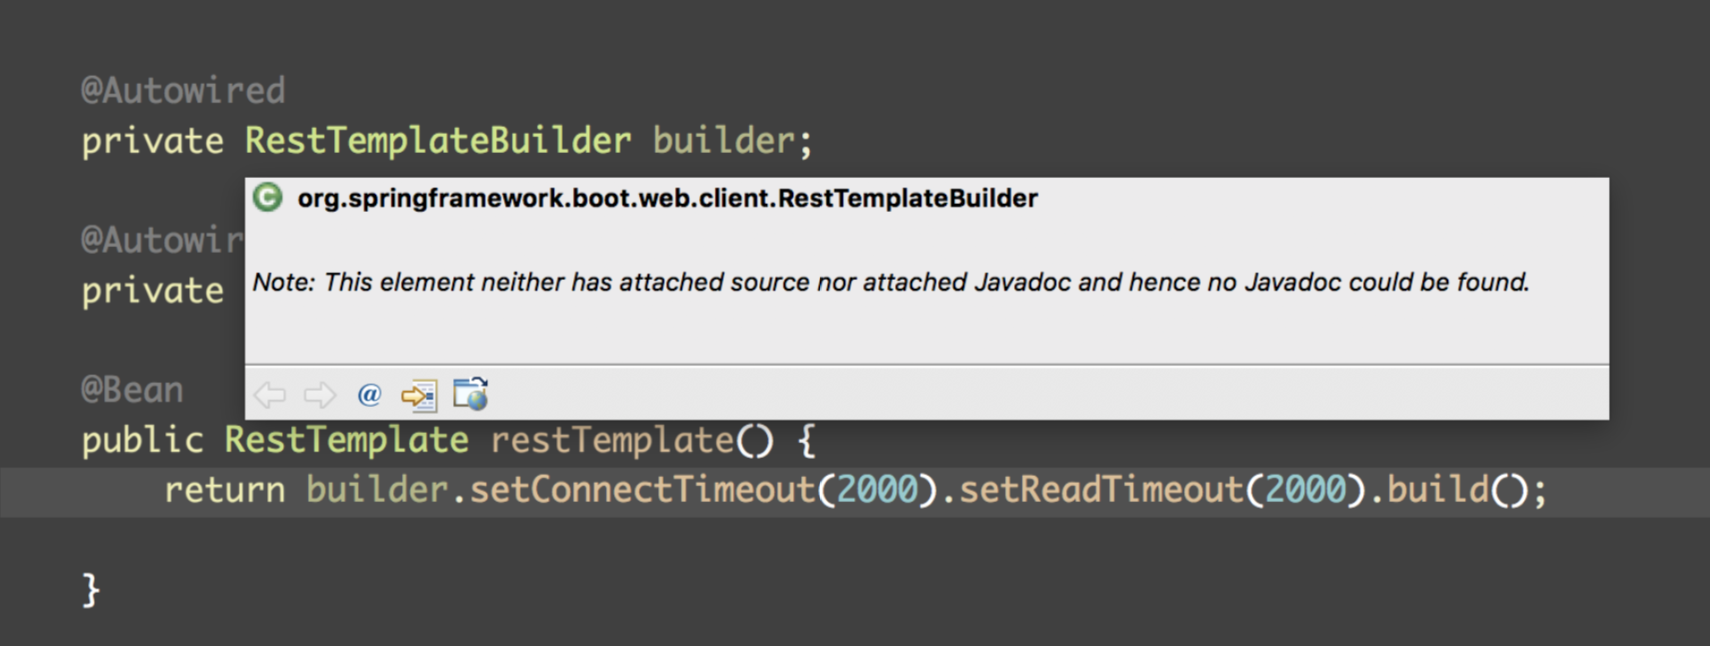 @Autowired
private RestTemplateBuilder builder;
org.springframework.boot.web.client.RestTemplateBuilder
@Autowir
Note: This element neither has attached source nor attached Javadoc and hence no Javadoc could be found.
private
@Bean
@
public RestTemplate restTemplate() {
return builder.setConnectTimeout(2000).setReadTimeout(2000).build();
}